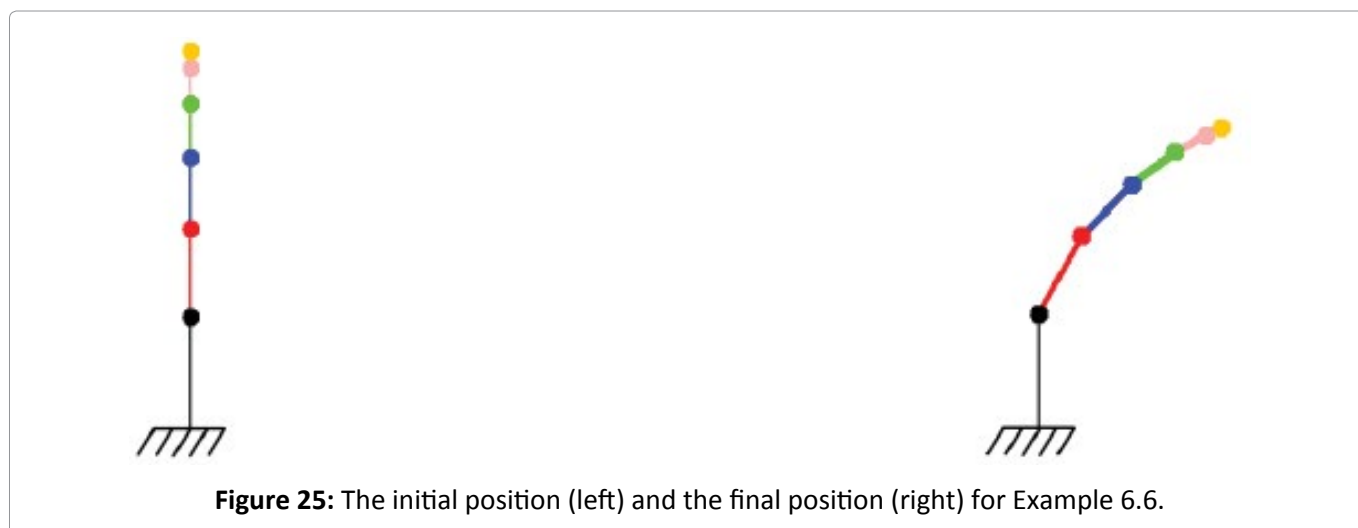 Figure 25: The initial position (left) and the final position (right) for Example 6.6.